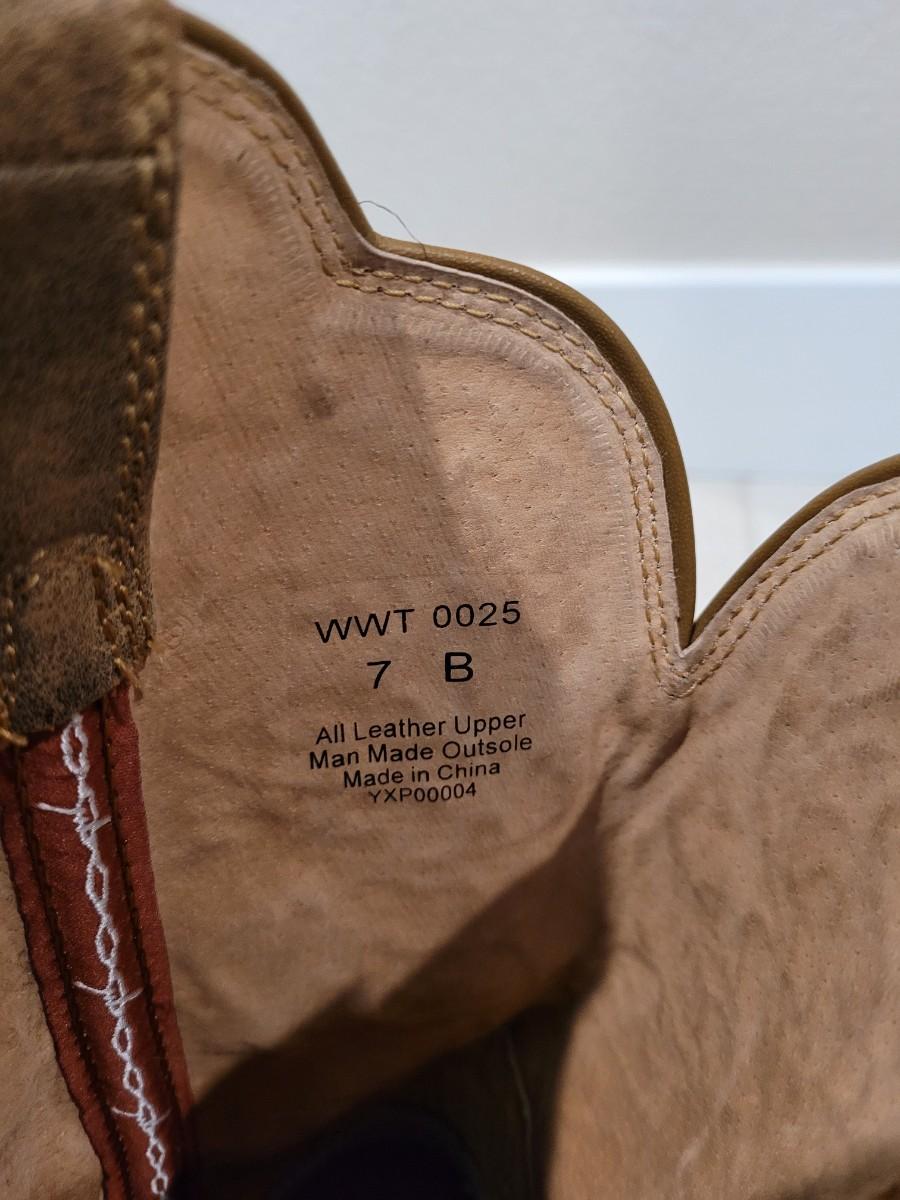 WWT 0025
7 B
All Leather Upper
Man Made Outsole
Made in China
YXP00004